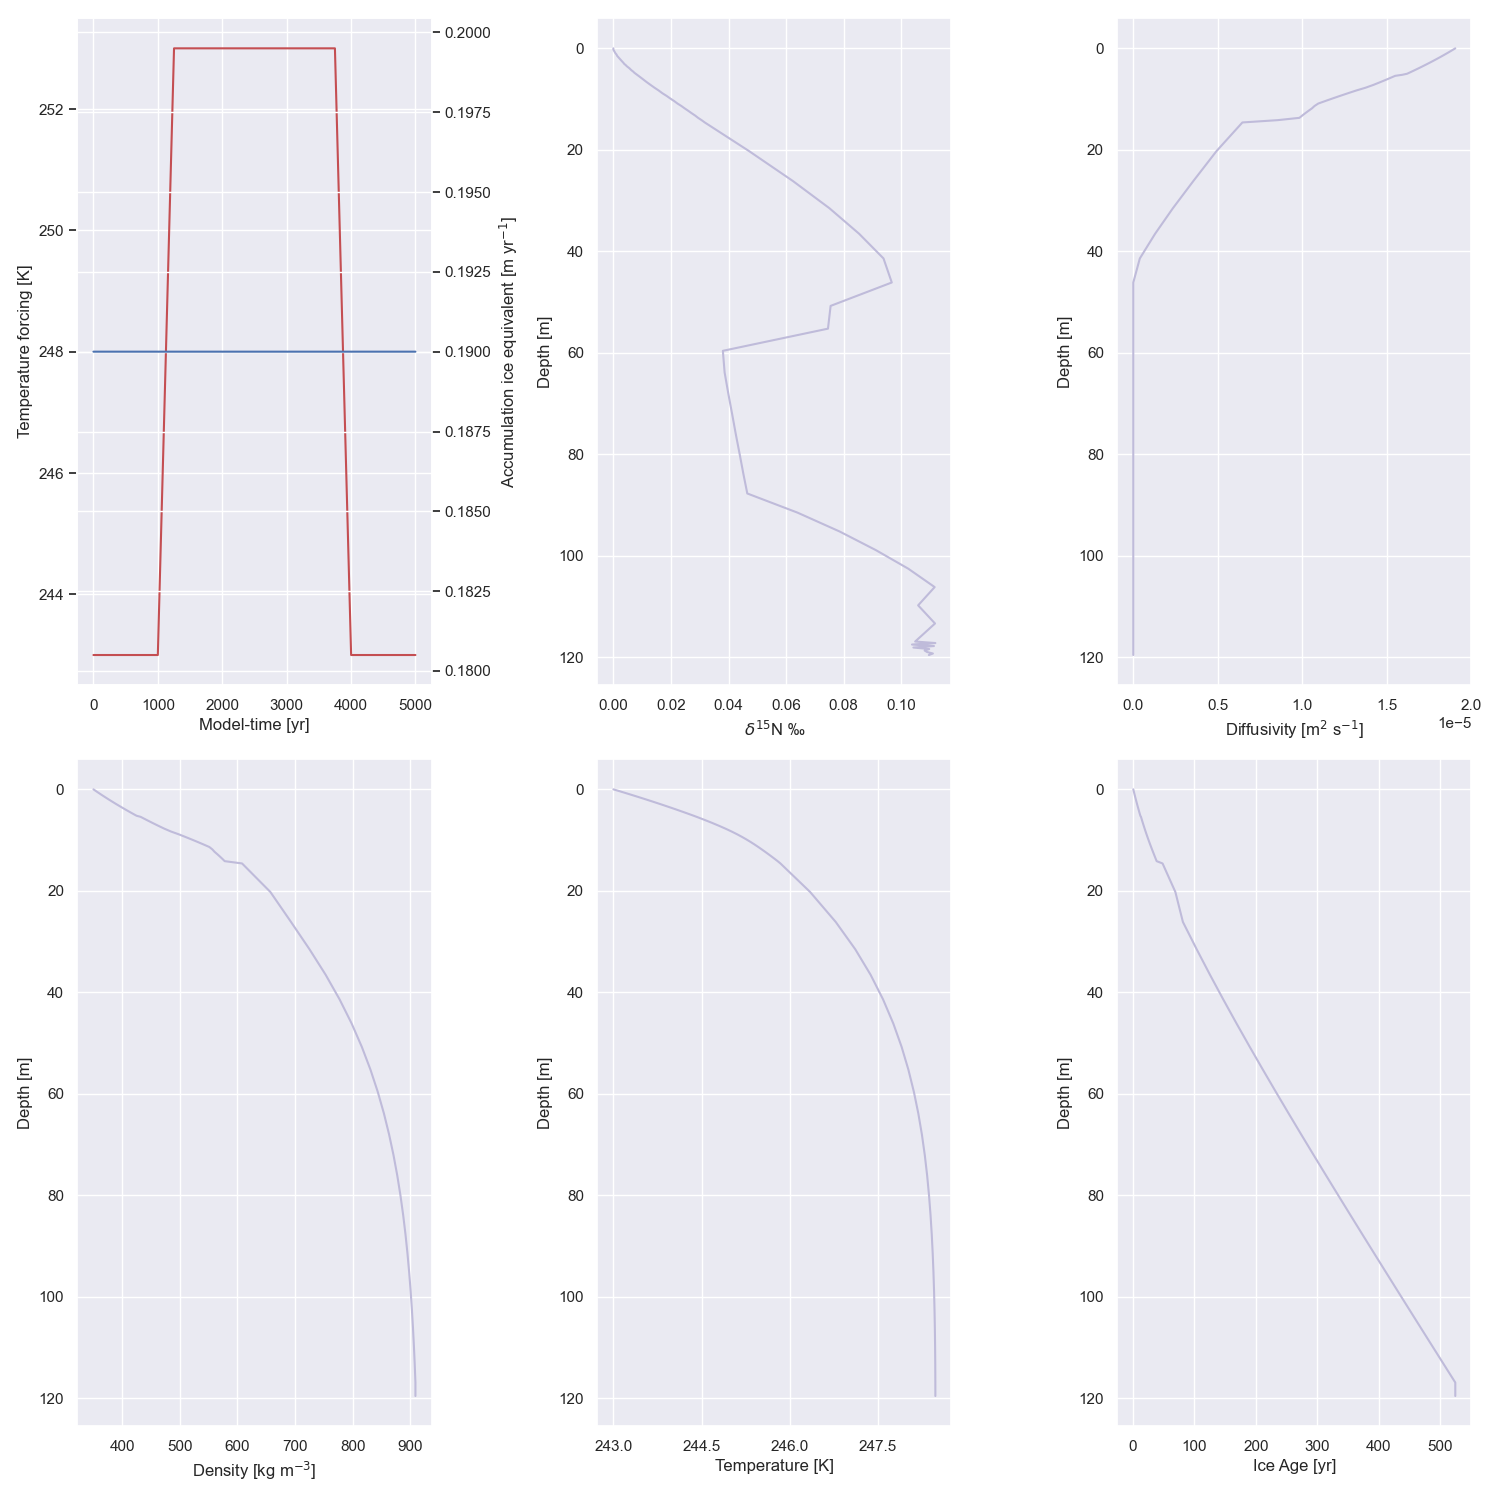 252
250
248
246
244
Temperature forcing [K]
0 1000 2000 3000 4000 5000
Model-time [yr]
0.2000
0.1975
0.1950
0.1925
0.1900
0.1875
0.1850
0.1825
0.1800
Accumulation ice equivalent [m yr⁻¹]
0
20
40
60
80
100
120
Depth [m]
0.00 0.02 0.04 0.06 0.08 0.10
δ¹⁵N ‰
0
20
40
60
80
100
120
Depth [m]
0.0 0.5 1.0 1.5 2.0
1e−5
Diffusivity [m² s⁻¹]
0
20
40
60
80
100
120
Depth [m]
400 500 600 700 800 900
Density [kg m⁻³]
0
20
40
60
80
100
120
Depth [m]
243.0 244.5 246.0 247.5
Temperature [K]
0
20
40
60
80
100
120
Depth [m]
0 100 200 300 400 500
Ice Age [yr]